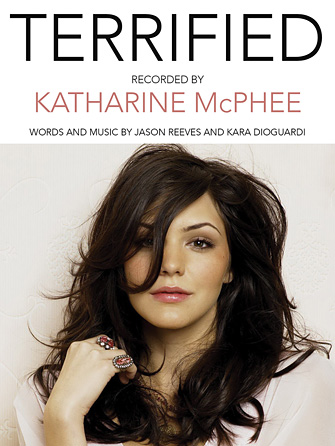 TERRIFIED
RECORDED BY
KATHARINE McPHEE
WORDS AND MUSIC BY JASON REEVES AND KARA DIOGUARDI